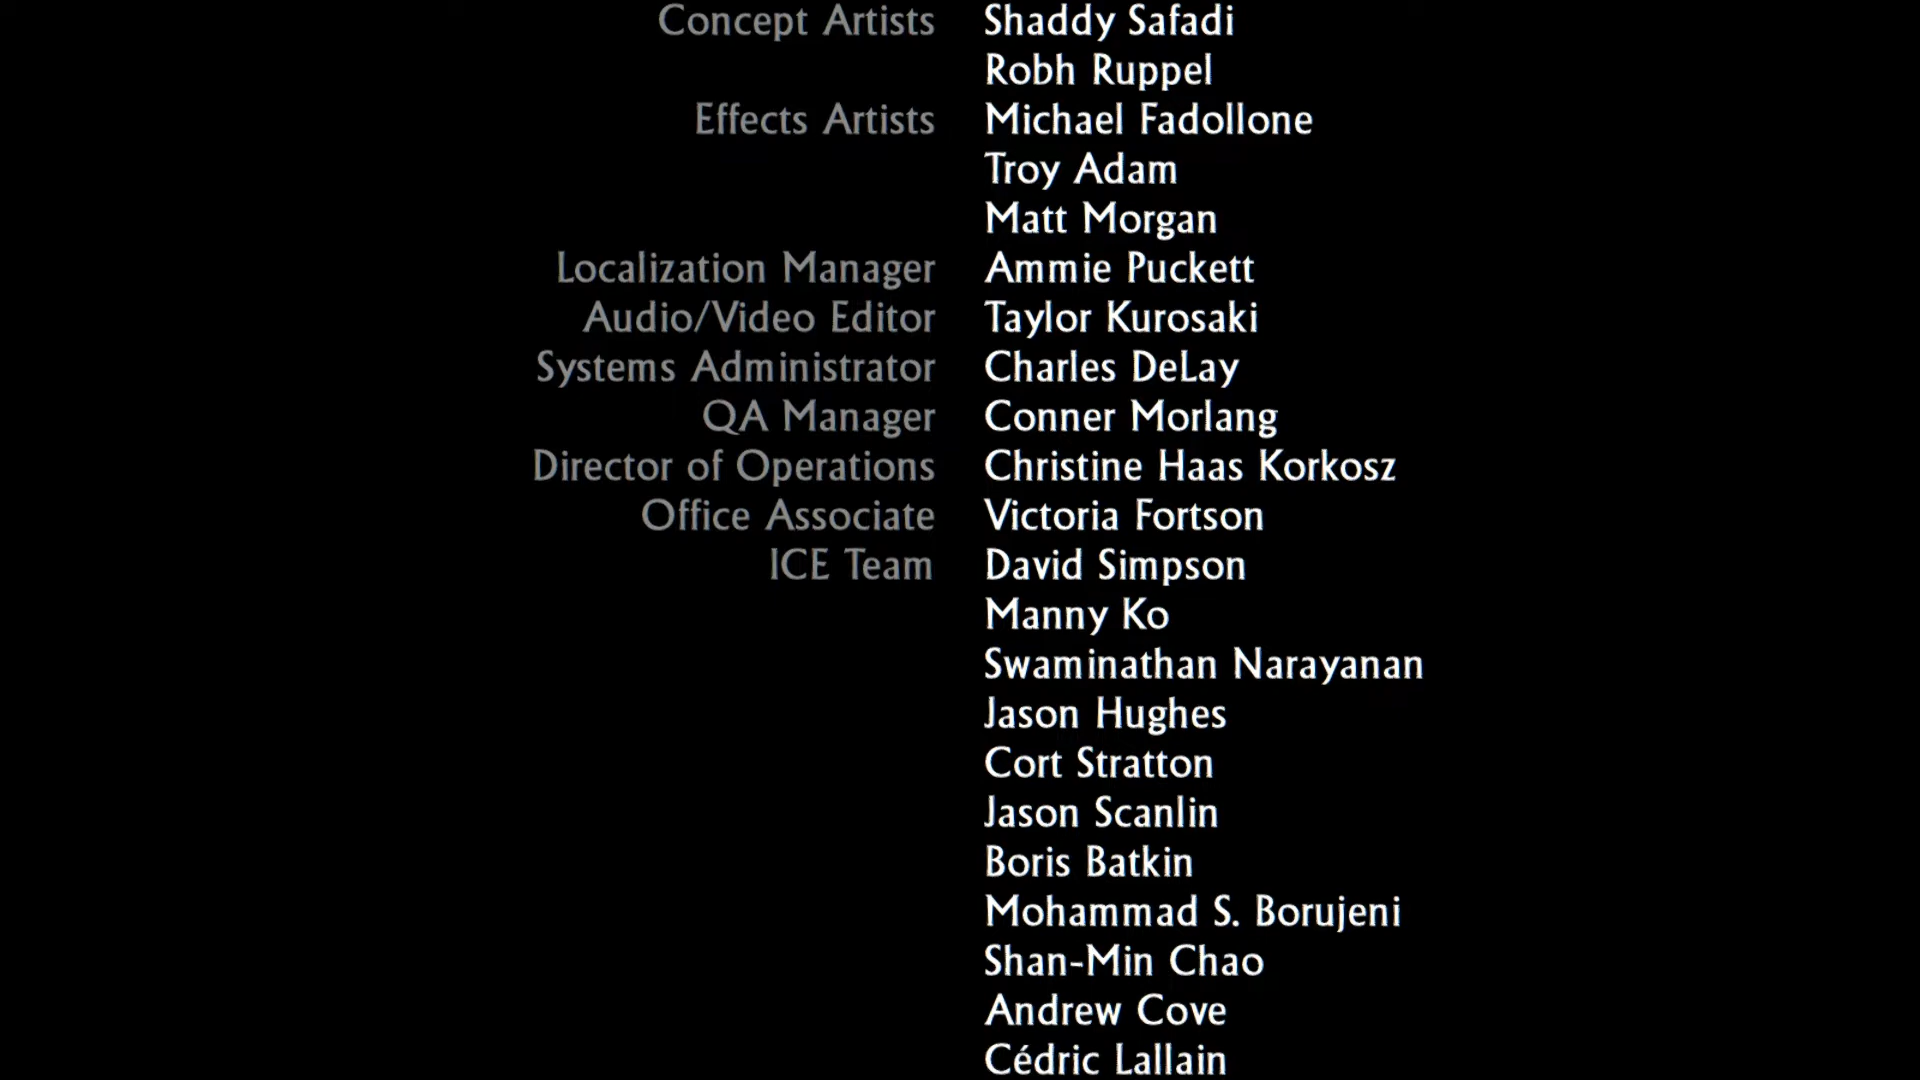 Concept Artists Shaddy Safadi
Robh Ruppel
Effects Artists Michael Fadollone
Troy Adam
Matt Morgan
Localization Manager Ammie Puckett
Audio/Video Editor Taylor Kurosaki
Systems Administrator Charles DeLay
QA Manager Conner Morlang
Director of Operations Christine Haas Korkosz
Office Associate Victoria Fortson
ICE Team David Simpson
Manny Ko
Swaminathan Narayanan
Jason Hughes
Cort Stratton
Jason Scanlin
Boris Batkin
Mohammad S. Borujeni
Shan-Min Chao
Andrew Cove
Cédric Lallain